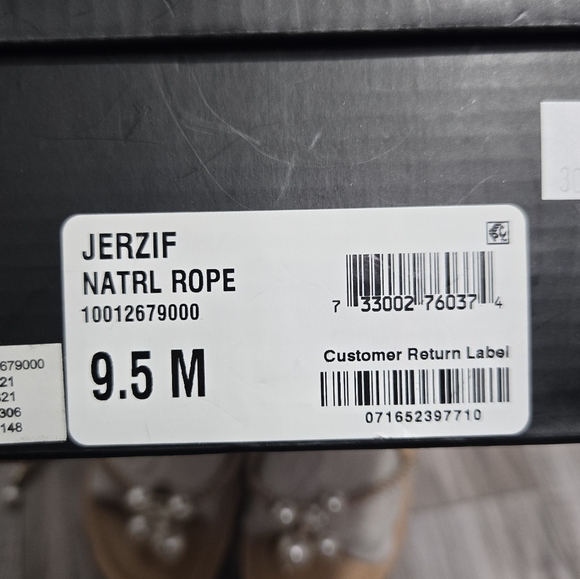 JERZIF
NATRL ROPE
10012679000
9.5 M
7 33002 76037 4
Customer Return Label
071652397710
679000
21
21
306
148